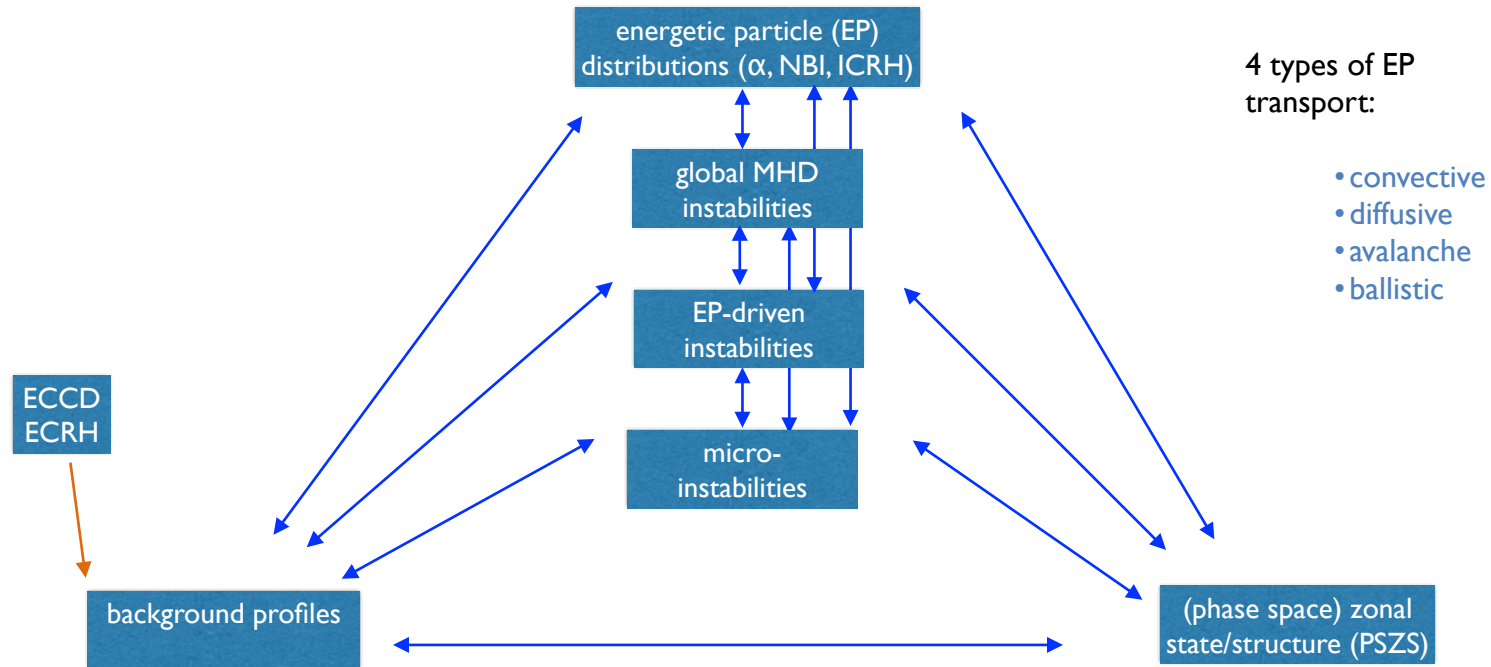 energetic particle (EP)
distributions (α, NBI, ICRH)
4 types of EP
transport:
global MHD
instabilities
• convective
• diffusive
• avalanche
• ballistic
EP-driven
instabilities
ECCD
ECRH
micro-
instabilities
background profiles
(phase space) zonal
state/structure (PSZS)